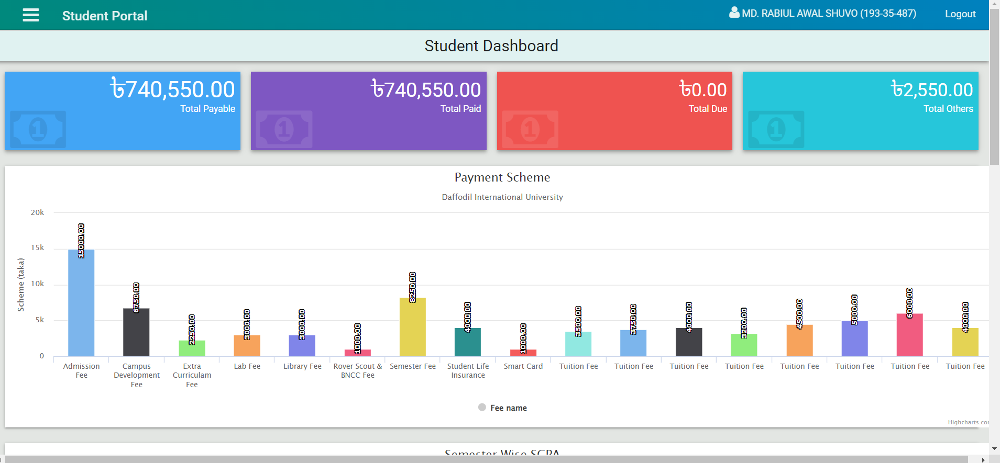 Student Portal
MD. RABIUL AWAL SHUVO (193-35-487)
Logout
Student Dashboard
৳740,550.00
Total Payable
৳740,550.00
Total Paid
৳0.00
Total Due
৳2,550.00
Total Others
1
1
1
1
Payment Scheme
Daffodil International University
Scheme (taka)
20k
15k
10k
5k
0
15000.00
6750.00
2250.00
3000.00
3000.00
1000.00
8250.00
4000.00
1000.00
3500.00
3750.00
4000.00
3200.00
4500.00
5000.00
6000.00
4000.00
Admission
Fee
Campus
Development
Fee
Extra
Curriculam
Fee
Lab Fee
Library Fee
Rover Scout &
BNCC Fee
Semester Fee
Student Life
Insurance
Smart Card
Tuition Fee
Tuition Fee
Tuition Fee
Tuition Fee
Tuition Fee
Tuition Fee
Tuition Fee
Tuition Fee
Fee name
Highcharts.co
Semester Wise SGPA